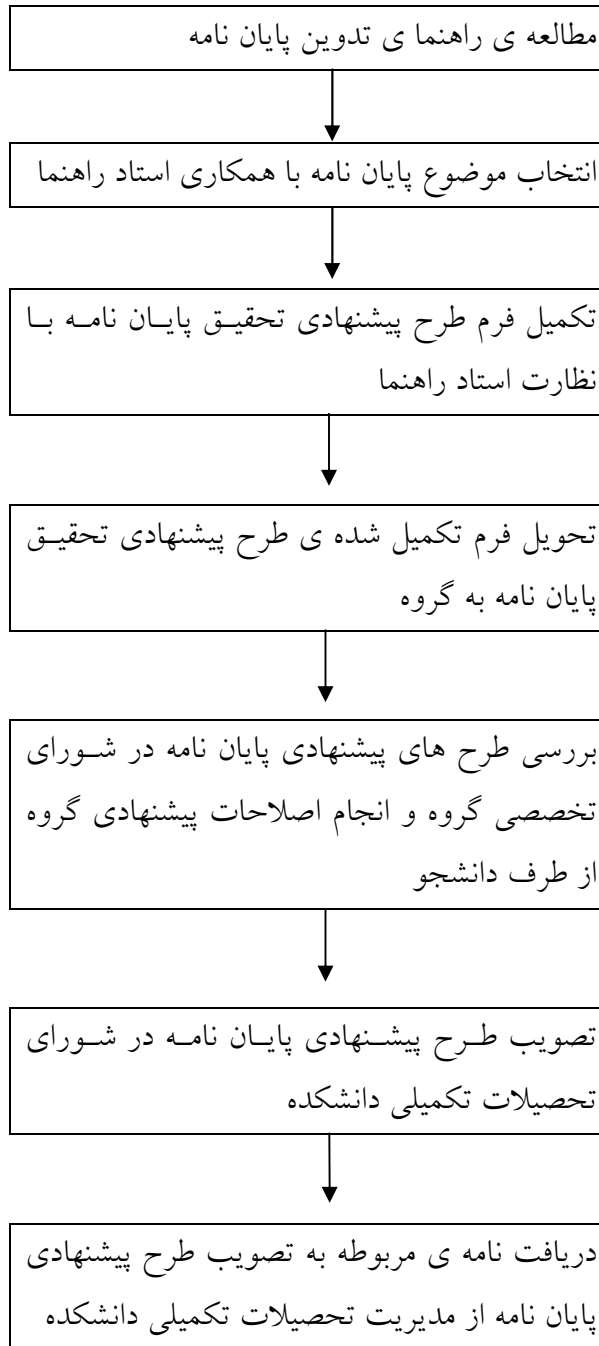 مطالعه ی راهنما ی تدوین پایان نامه
انتخاب موضوع پایان نامه با همکاری استاد راهنما
تکمیل فرم طرح پیشنهادی تحقیق پایان نامه با
نظارت استاد راهنما
تحویل فرم تکمیل شده ی طرح پیشنهادی تحقیق
پایان نامه به گروه
بررسی طرح های پیشنهادی پایان نامه در شورای
تخصصی گروه و انجام اصلاحات پیشنهادی گروه
از طرف دانشجو
تصویب طرح پیشنهادی پایان نامه در شورای
تحصیلات تکمیلی دانشکده
دریافت نامه ی مربوطه به تصویب طرح پیشنهادی
پایان نامه از مدیریت تحصیلات تکمیلی دانشکده